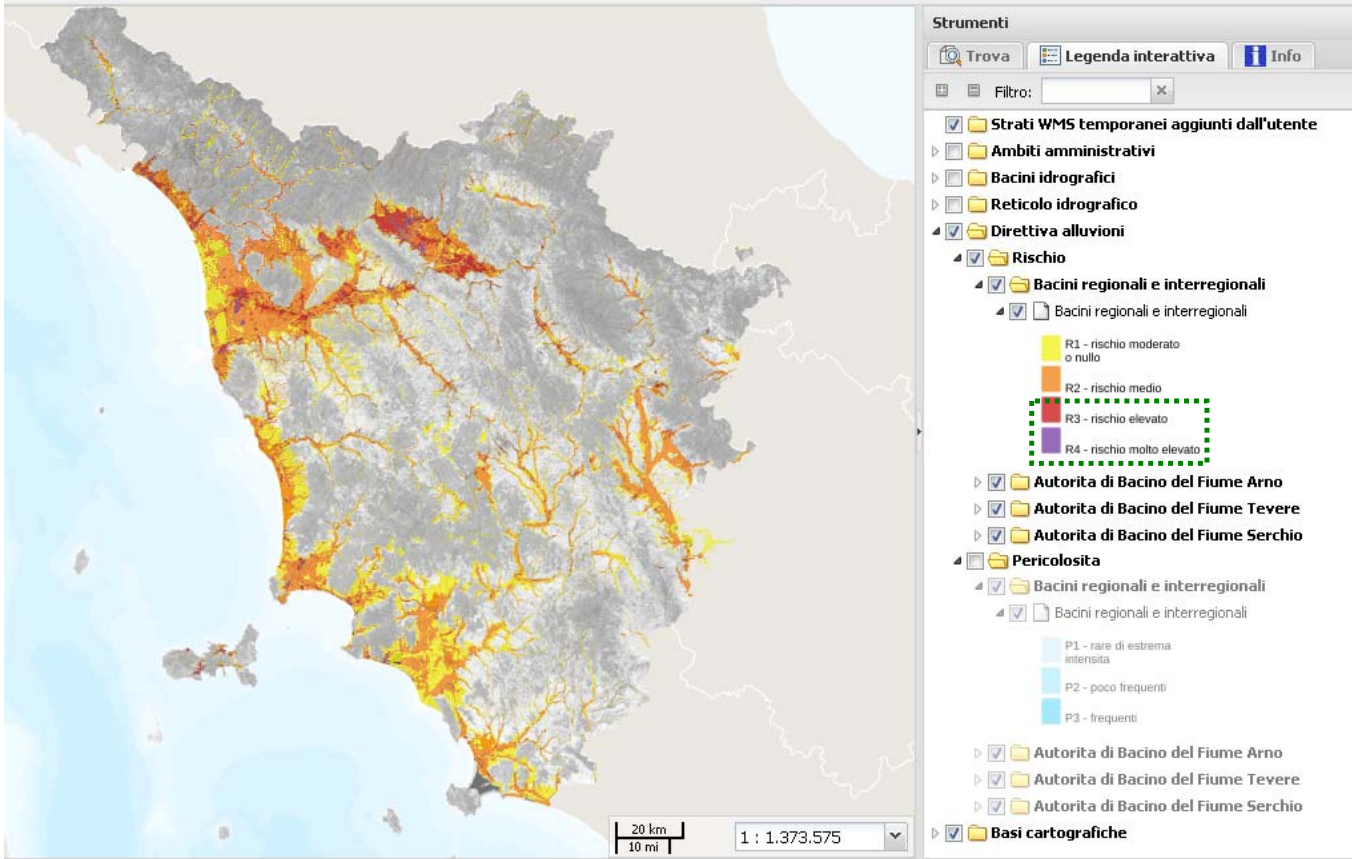 Strumenti
Trova Legenda interattiva Info
Filtro:
Strati WMS temporanei aggiunti dall'utente
Ambiti amministrativi
Bacini idrografici
Reticolo idrografico
Direttiva alluvioni
Rischio
Bacini regionali e interregionali
Bacini regionali e interregionali
R1 - rischio moderato
o nullo
R2 - rischio medio
R3 - rischio elevato
R4 - rischio molto elevato
Autorita di Bacino del Fiume Arno
Autorita di Bacino del Fiume Tevere
Autorita di Bacino del Fiume Serchio
Pericolosita
Bacini regionali e interregionali
Bacini regionali e interregionali
P1 - rare di estrema
intensita
P2 - poco frequenti
P3 - frequenti
Autorita di Bacino del Fiume Arno
Autorita di Bacino del Fiume Tevere
Autorita di Bacino del Fiume Serchio
Basi cartografiche
20 km
10 mi
1 : 1.373.575